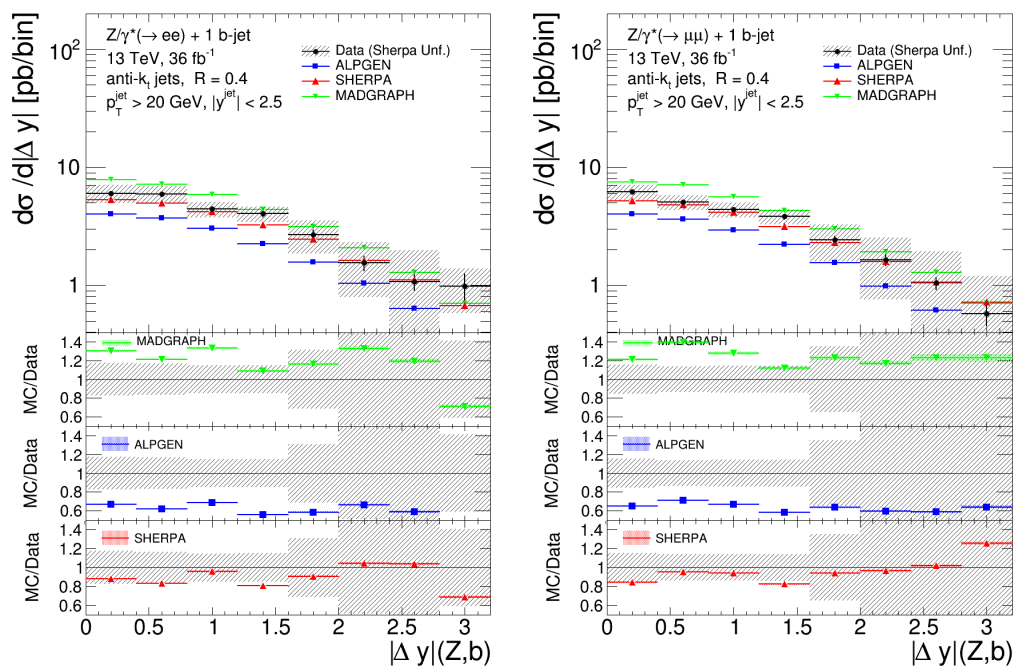 dσ/d|Δ y| [pb/bin]
Z/γ*(→ ee) + 1 b-jet
13 TeV, 36 fb⁻¹
anti-kₜ jets, R = 0.4
p_T^jet > 20 GeV, |y^jet| < 2.5
Data (Sherpa Unf.)
ALPGEN
SHERPA
MADGRAPH
10²
10
1
MC/Data
MADGRAPH
1.4
1.2
1
0.8
0.6
MC/Data
ALPGEN
1.4
1.2
1
0.8
0.6
MC/Data
SHERPA
1.4
1.2
1
0.8
0.6
0 0.5 1 1.5 2 2.5 3
|Δ y|(Z,b)
dσ/d|Δ y| [pb/bin]
Z/γ*(→ μμ) + 1 b-jet
13 TeV, 36 fb⁻¹
anti-kₜ jets, R = 0.4
p_T^jet > 20 GeV, |y^jet| < 2.5
Data (Sherpa Unf.)
ALPGEN
SHERPA
MADGRAPH
10²
10
1
MC/Data
MADGRAPH
1.4
1.2
1
0.8
0.6
MC/Data
ALPGEN
1.4
1.2
1
0.8
0.6
MC/Data
SHERPA
1.4
1.2
1
0.8
0.6
0 0.5 1 1.5 2 2.5 3
|Δ y|(Z,b)